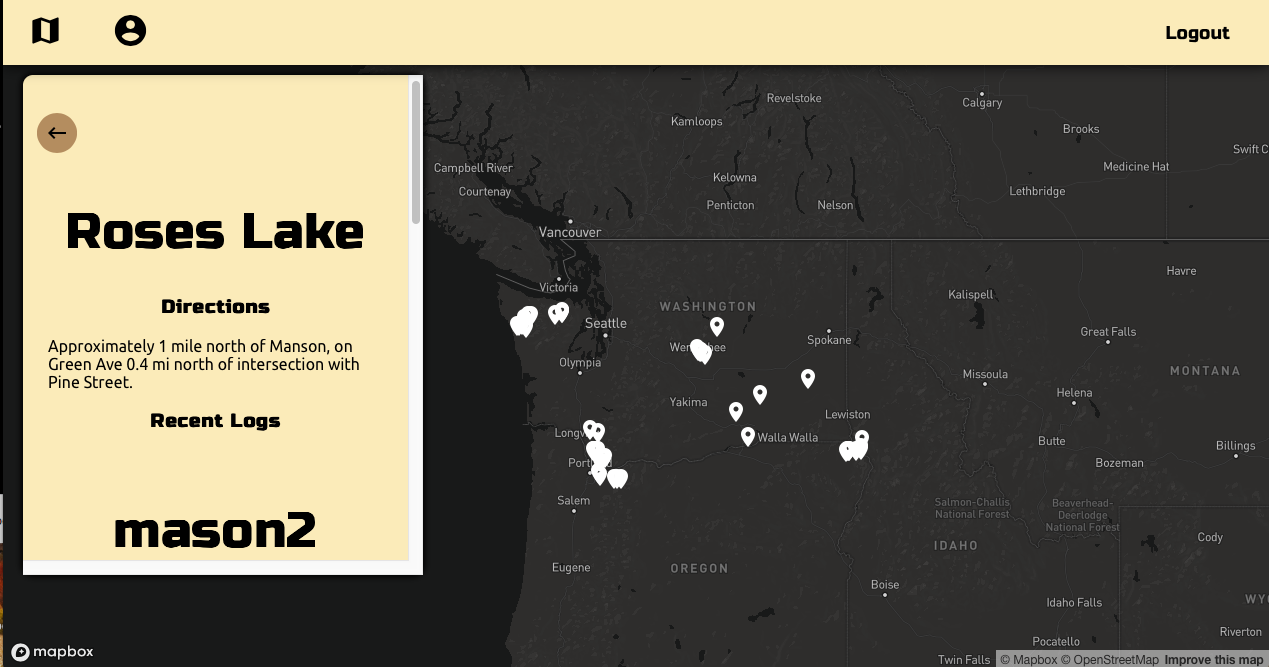 Logout
Roses Lake
Directions
Approximately 1 mile north of Manson, on
Green Ave 0.4 mi north of intersection with
Pine Street.
Recent Logs
mason2
Revelstoke
Calgary
Kamloops
Brooks
Swift C
Campbell River
Medicine Hat
Courtenay
Kelowna
Lethbridge
Penticton
Nelson
Vancouver
Havre
Victoria
Kalispell
WASHINGTON
Seattle
Great Falls
Spokane
Olympia
Missoula
MONTANA
Helena
Yakima
Lewiston
Walla Walla
Butte
Billings
Bozeman
Salem
Salmon-Challis
National Forest
Beaverhead-
Deerlodge
National Forest
Cody
IDAHO
Eugene
OREGON
Boise
Idaho Falls
WY
Riverton
Pocatello
Twin Falls
mapbox
© Mapbox © OpenStreetMap Improve this map